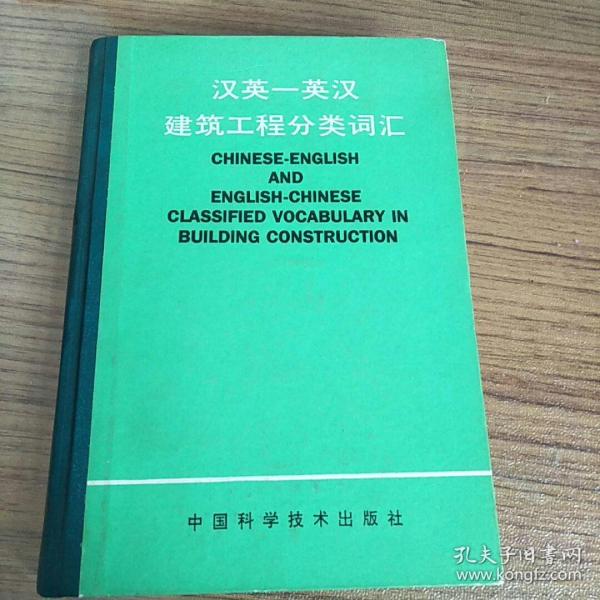 汉英—英汉
建筑工程分类词汇
CHINESE-ENGLISH
AND
ENGLISH-CHINESE
CLASSIFIED VOCABULARY IN
BUILDING CONSTRUCTION
中国科学技术出版社
孔夫子旧书网
www.kongfz.com